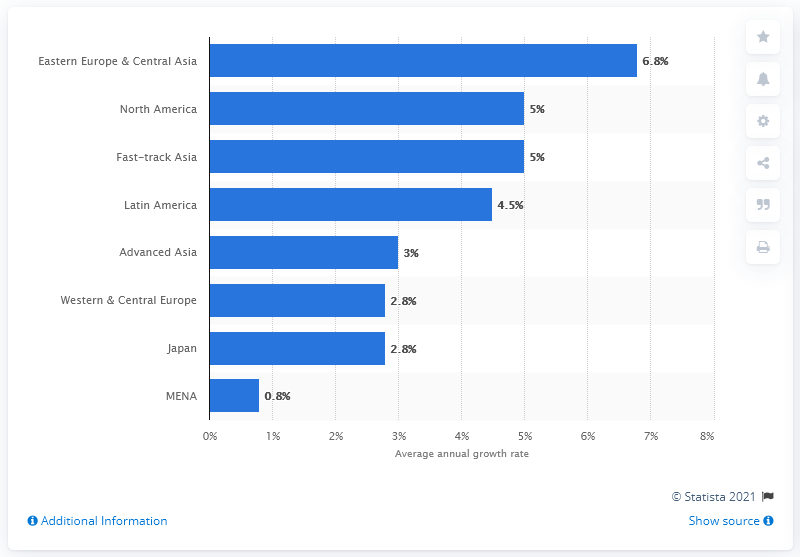 Eastern Europe & Central Asia 6.8%
North America 5%
Fast-track Asia 5%
Latin America 4.5%
Advanced Asia 3%
Western & Central Europe 2.8%
Japan 2.8%
MENA 0.8%
0% 1% 2% 3% 4% 5% 6% 7% 8%
Average annual growth rate
© Statista 2021
Additional Information Show source